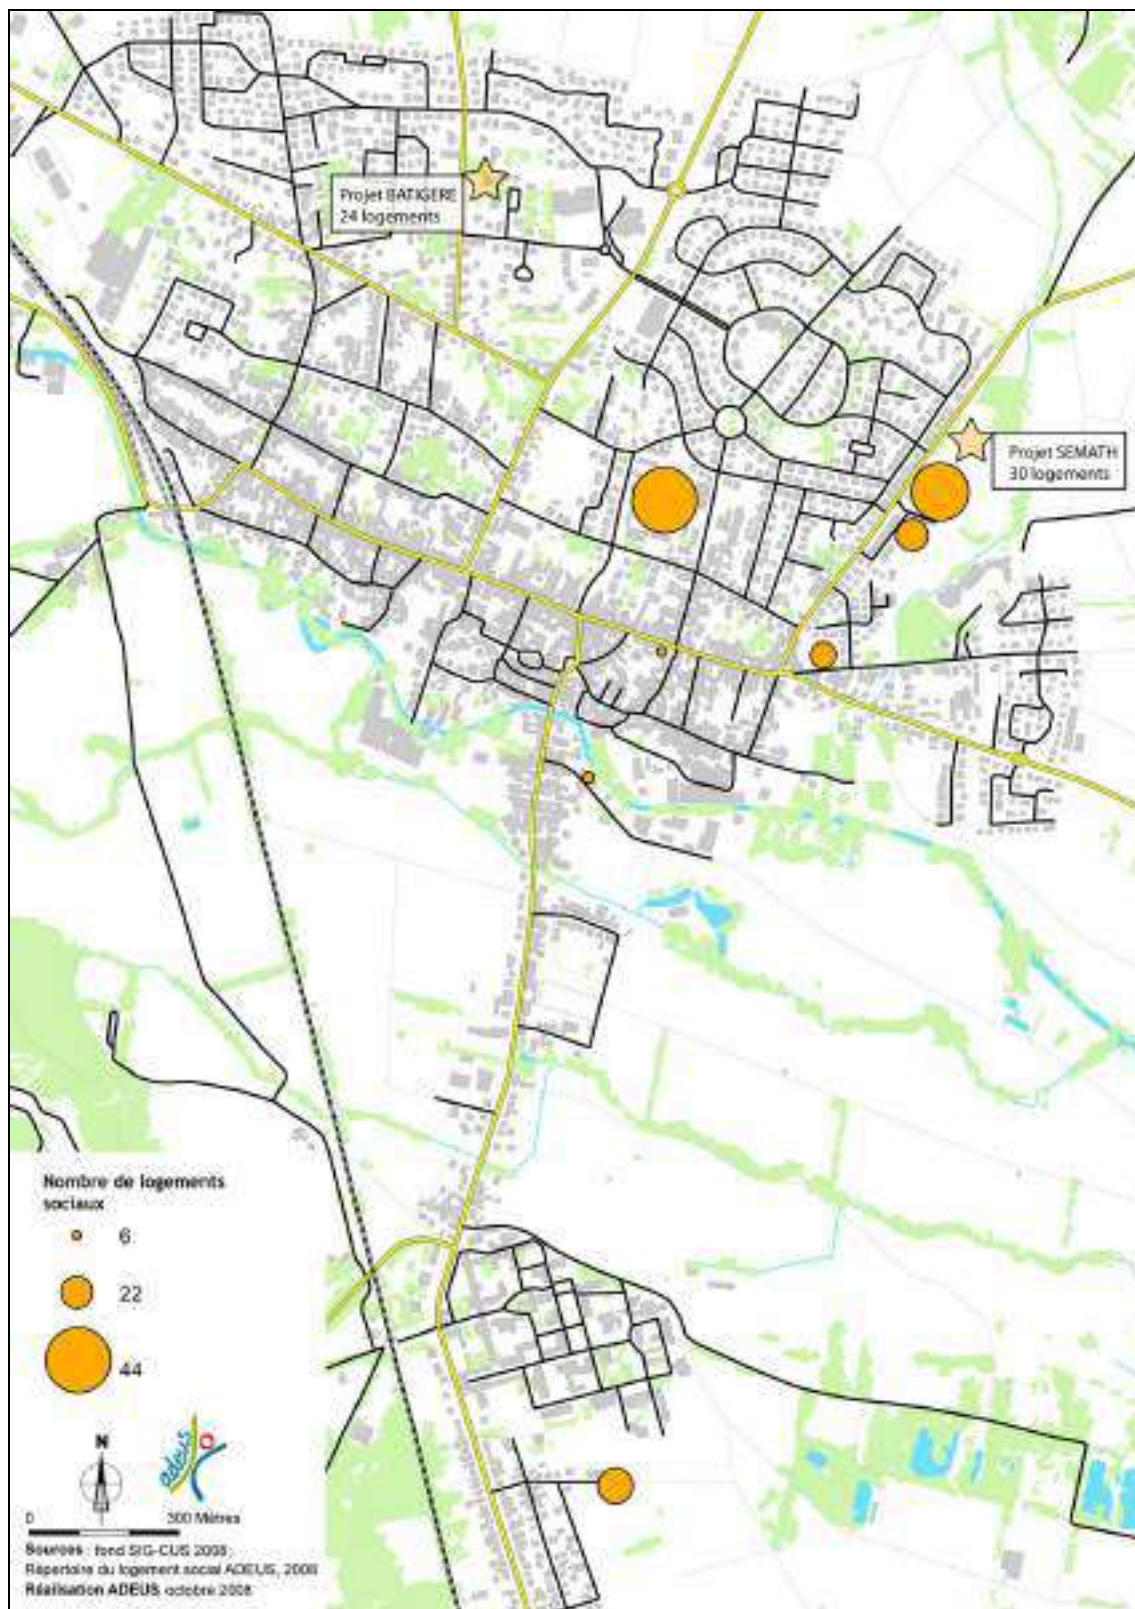 Projet BATIGERE
24 logements
Projet SEMATH
30 logements
Nombre de logements
sociaux
6
22
44
N
adeus
0 300 Mètres
Sources : fond SIG-CUS 2008;
Répertoire du logement social ADEUS, 2008
Réalisation ADEUS octobre 2008